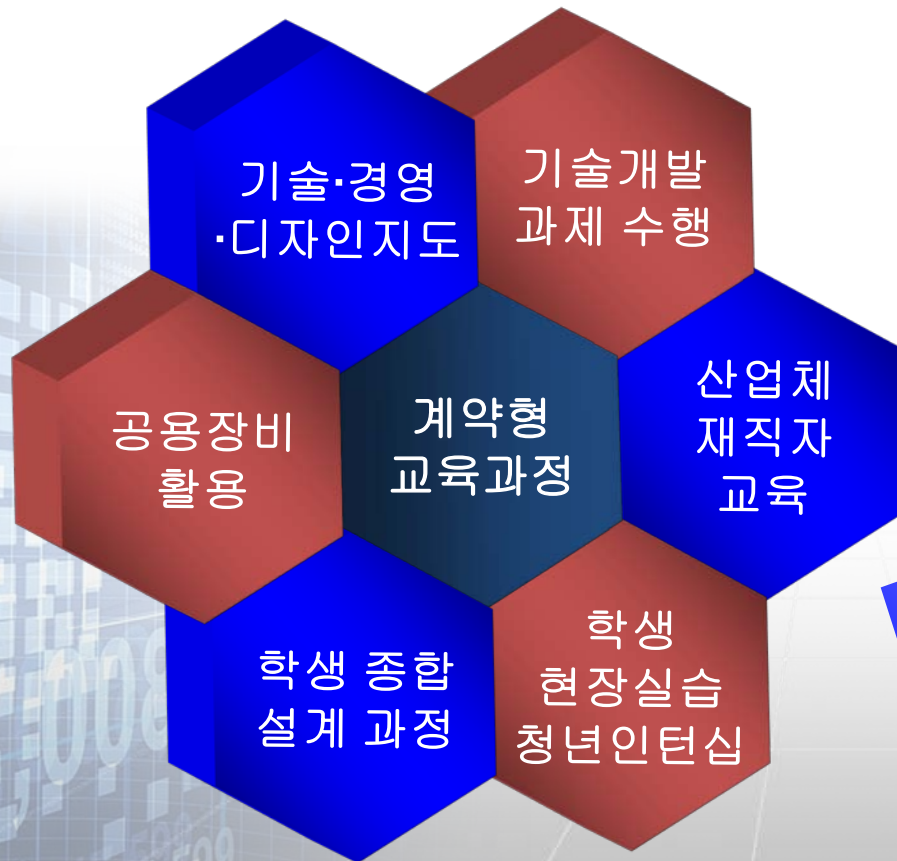 기술·경영
·디자인지도
기술개발
과제 수행
공용장비
활용
계약형
교육과정
산업체
재직자
교육
학생 종합
설계 과정
학생
현장실습
청년인턴십